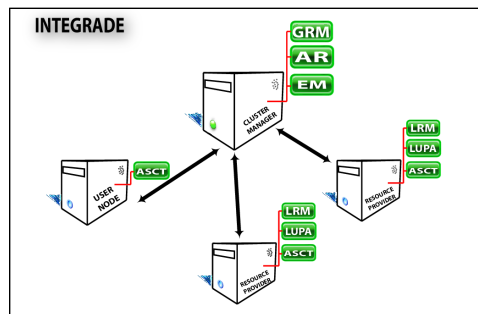 INTEGRADE
GRM
AR
EM
CLUSTER
MANAGER
ASCT
USER
NODE
LRM
LUPA
ASCT
RESOURCE
PROVIDER
LRM
LUPA
ASCT
RESOURCE
PROVIDER